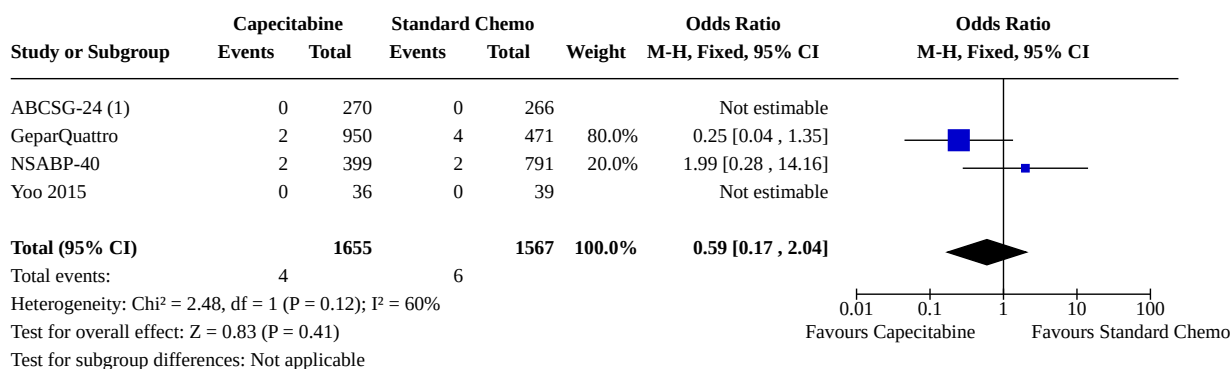 Capecitabine Standard Chemo Odds Ratio Odds Ratio
Study or Subgroup Events Total Events Total Weight M-H, Fixed, 95% CI M-H, Fixed, 95% CI
ABCSG-24 (1) 0 270 0 266 Not estimable
GeparQuattro 2 950 4 471 80.0% 0.25 [0.04 , 1.35]
NSABP-40 2 399 2 791 20.0% 1.99 [0.28 , 14.16]
Yoo 2015 0 36 0 39 Not estimable
Total (95% CI) 1655 1567 100.0% 0.59 [0.17 , 2.04]
Total events: 4 6
Heterogeneity: Chi² = 2.48, df = 1 (P = 0.12); I² = 60%
Test for overall effect: Z = 0.83 (P = 0.41)
Test for subgroup differences: Not applicable
0.01 0.1 1 10 100
Favours Capecitabine Favours Standard Chemo